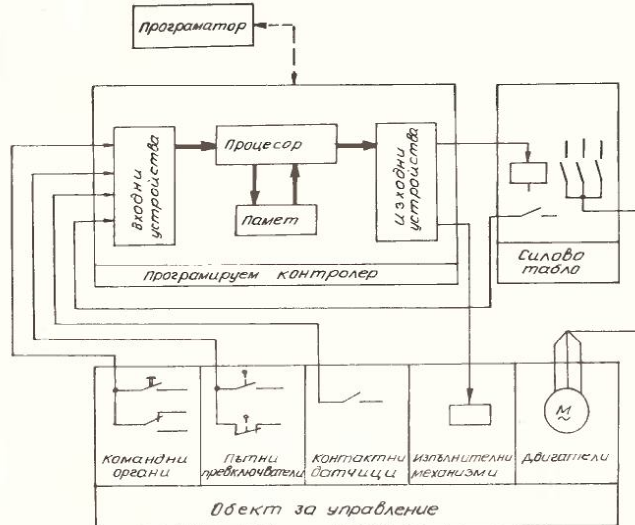 Програматор
Входни
устройства
Процесор
Памет
Изходни
устройства
Програмируем контролер
Силово
табло
М
~
Командни
органи
Пътни
превключватели
Контактни
датчици
Изпълнителни
механизми
Двигатели
Обект за управление